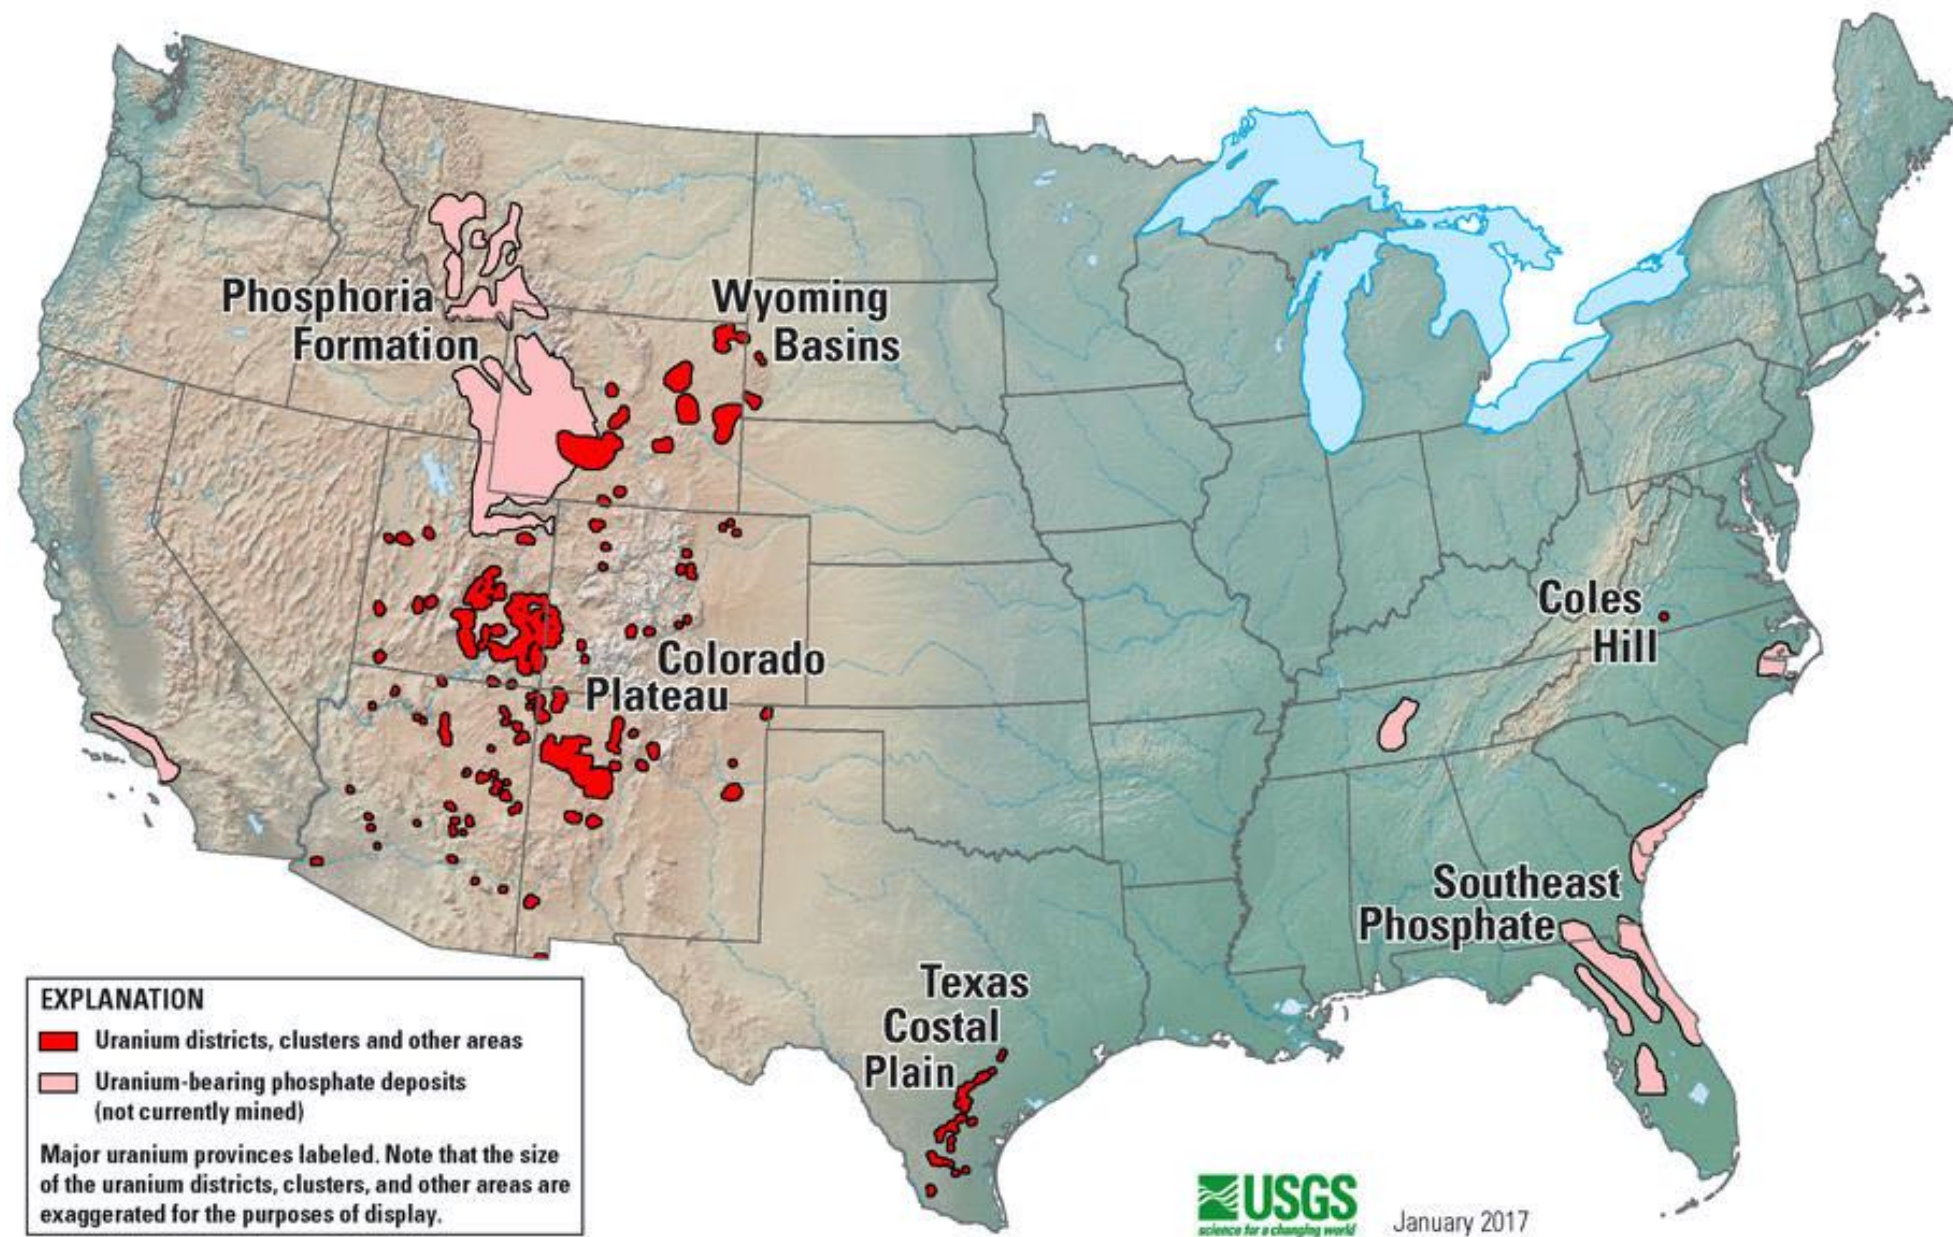 Phosphoria
Formation
Wyoming
Basins
Coles
Hill
Colorado
Plateau
Southeast
Phosphate
Texas
Costal
Plain
EXPLANATION
Uranium districts, clusters and other areas
Uranium-bearing phosphate deposits
(not currently mined)
Major uranium provinces labeled. Note that the size
of the uranium districts, clusters, and other areas are
exaggerated for the purposes of display.
USGS
science for a changing world
January 2017